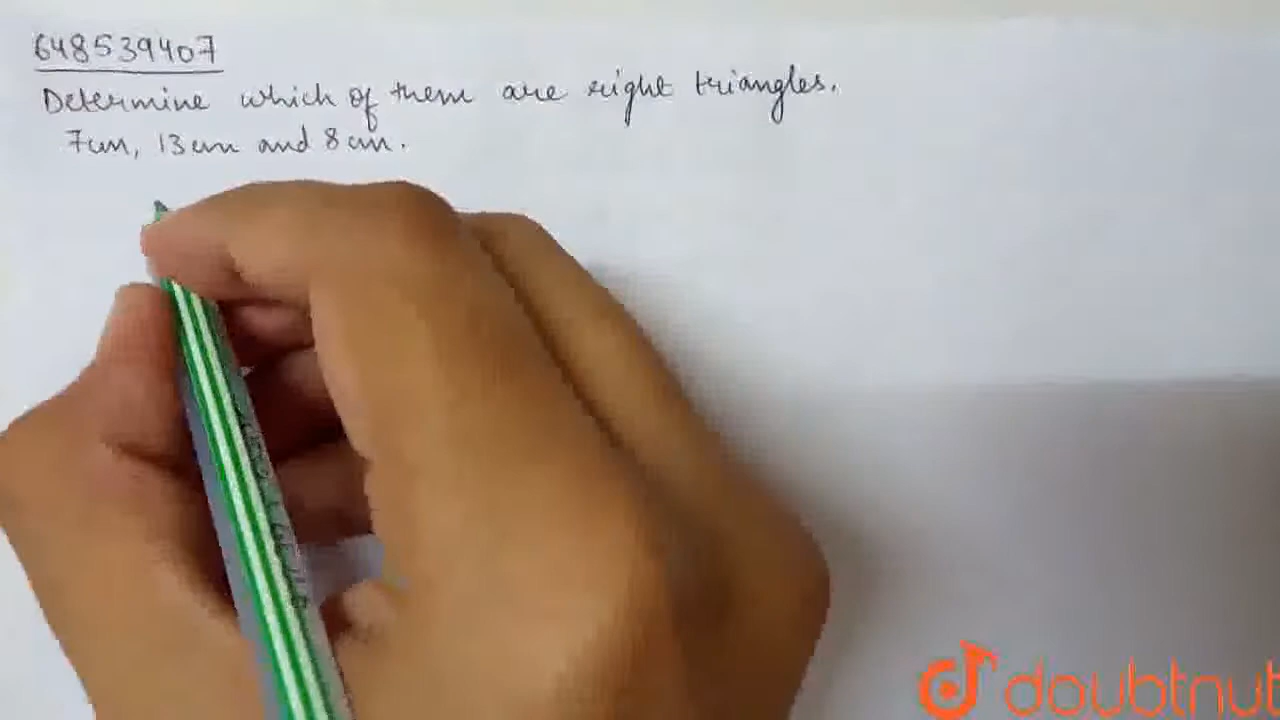 648539407
Determine which of them are right triangles.
7cm, 13cm and 8cm.
doubtnut